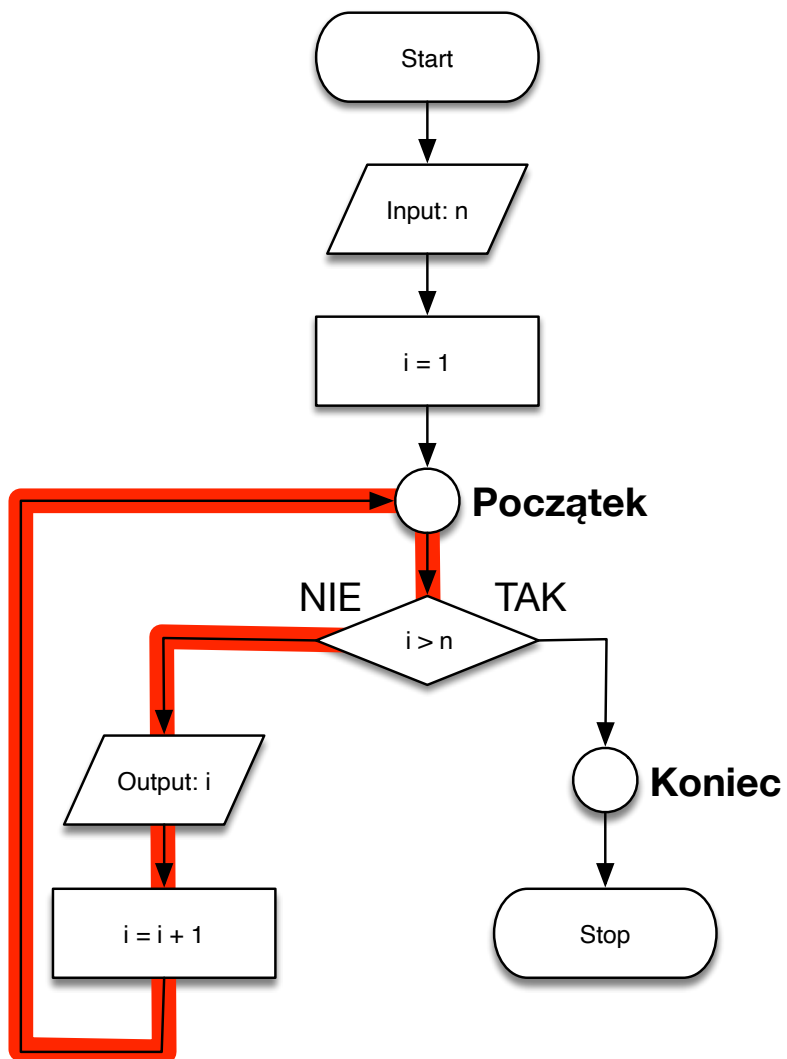 Start
Input: n
i = 1
Początek
NIE
TAK
i > n
Output: i
Koniec
i = i + 1
Stop